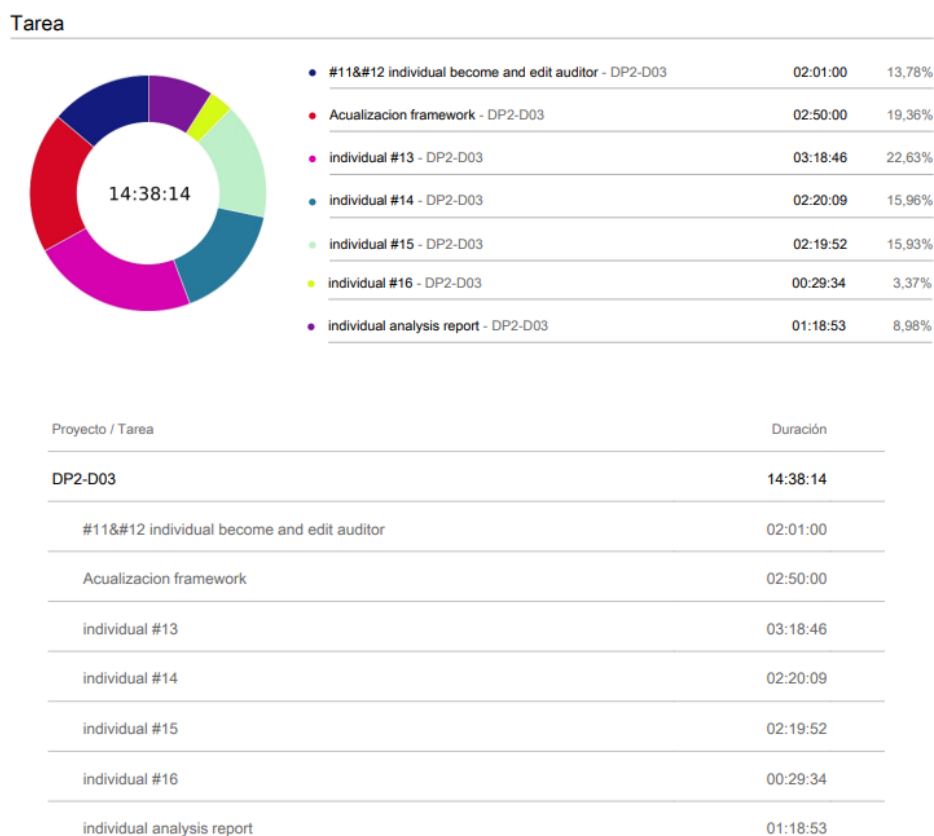 Tarea
#11&#12 individual become and edit auditor - DP2-D03 02:01:00 13,78%
Acualizacion framework - DP2-D03 02:50:00 19,36%
individual #13 - DP2-D03 03:18:46 22,63%
14:38:14
individual #14 - DP2-D03 02:20:09 15,96%
individual #15 - DP2-D03 02:19:52 15,93%
individual #16 - DP2-D03 00:29:34 3,37%
individual analysis report - DP2-D03 01:18:53 8,98%
Proyecto / Tarea Duración
DP2-D03 14:38:14
#11&#12 individual become and edit auditor 02:01:00
Acualizacion framework 02:50:00
individual #13 03:18:46
individual #14 02:20:09
individual #15 02:19:52
individual #16 00:29:34
individual analysis report 01:18:53